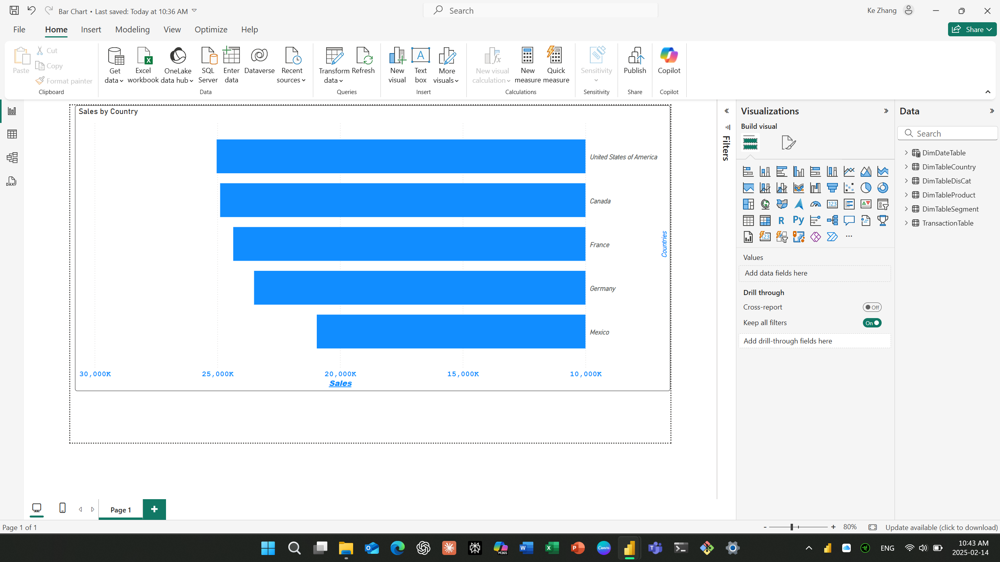 Bar Chart • Last saved: Today at 10:36 AM
Search
Ke Zhang
File Home Insert Modeling View Optimize Help
Share
Paste
Cut
Copy
Format painter
Clipboard
Get data
Excel workbook
OneLake data hub
SQL Server
Enter data
Dataverse
Recent sources
Data
Transform data
Refresh
Queries
New visual
Text box
More visuals
Insert
New visual calculation
New measure
Quick measure
Calculations
Sensitivity
Sensitivity
Publish
Share
Copilot
Copilot
Sales by Country
United States of America
Canada
France
Germany
Mexico
Countries
30,000K 25,000K 20,000K 15,000K 10,000K
Sales
Filters
Visualizations
Build visual
Values
Add data fields here
Drill through
Cross-report Off
Keep all filters On
Add drill-through fields here
Data
Search
DimDateTable
DimTableCountry
DimTableDisCat
DimTableProduct
DimTableSegment
TransactionTable
Page 1
Page 1 of 1
- + 80%
Update available (click to download)
ENG
10:43 AM
2025-02-14